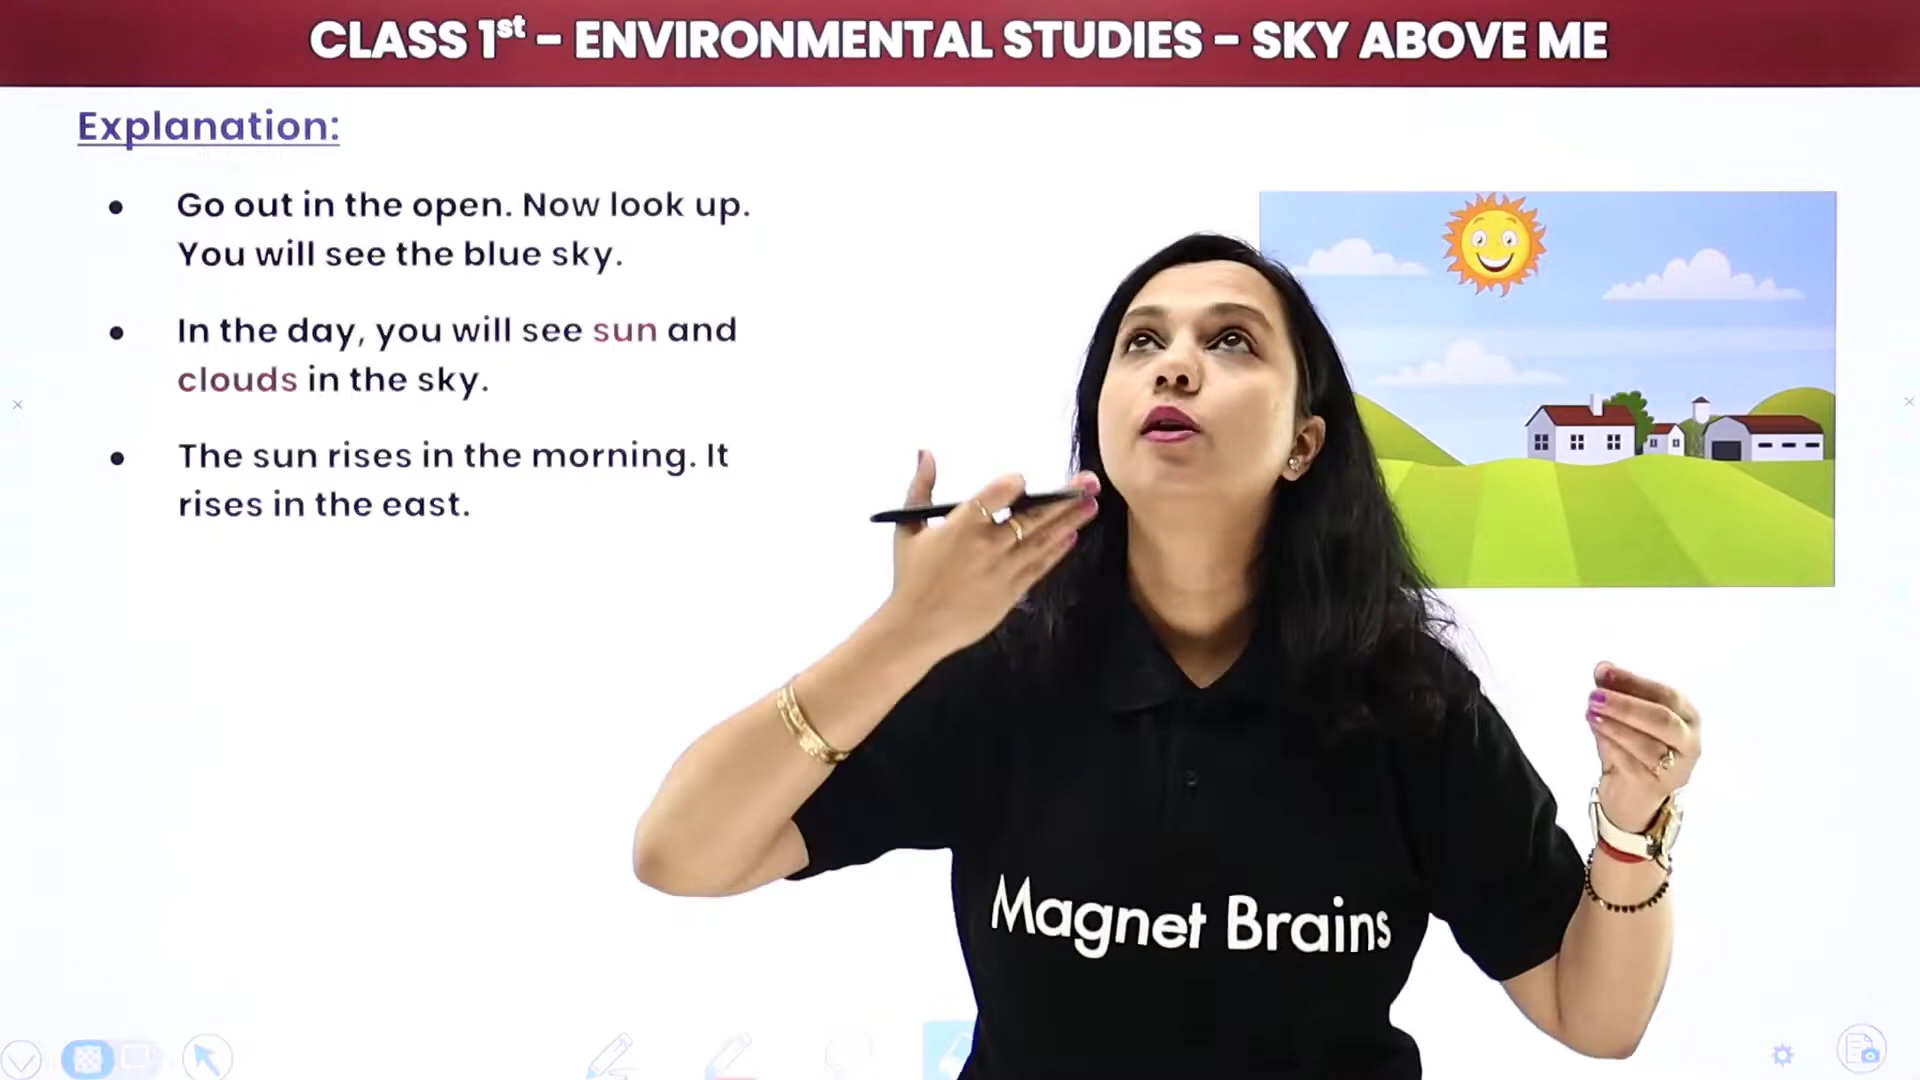 CLASS 1st - ENVIRONMENTAL STUDIES - SKY ABOVE ME
Explanation:
• Go out in the open. Now look up.
You will see the blue sky.
• In the day, you will see sun and
clouds in the sky.
• The sun rises in the morning. It
rises in the east.
Magnet Brains